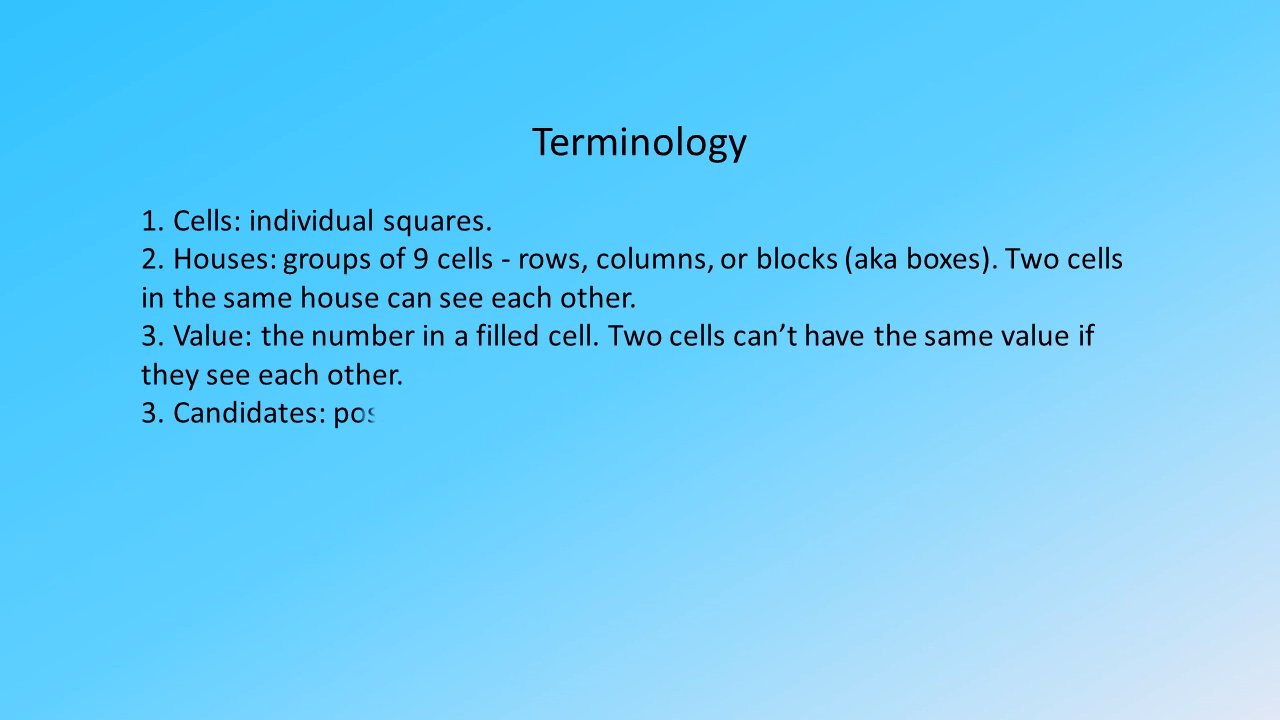 Terminology
1. Cells: individual squares.
2. Houses: groups of 9 cells - rows, columns, or blocks (aka boxes). Two cells
in the same house can see each other.
3. Value: the number in a filled cell. Two cells can’t have the same value if
they see each other.
3. Candidates: pos